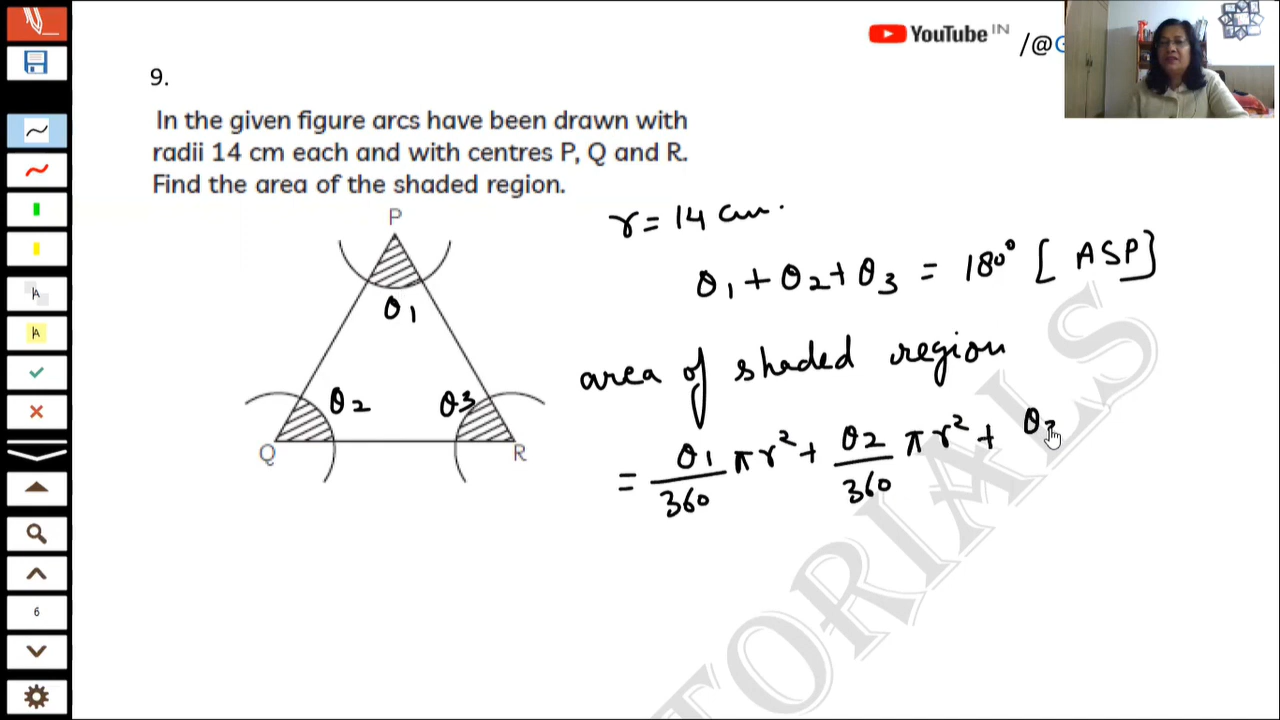 YouTube IN /@G
9.
In the given figure arcs have been drawn with
radii 14 cm each and with centres P, Q and R.
Find the area of the shaded region.
P
r = 14 cm.
θ1 + θ2 + θ3 = 180° [ASP]
θ1
area of shaded region
θ2 θ3
= θ1/360 πr² + θ2/360 πr² + θ3
Q R
TORIALS
6